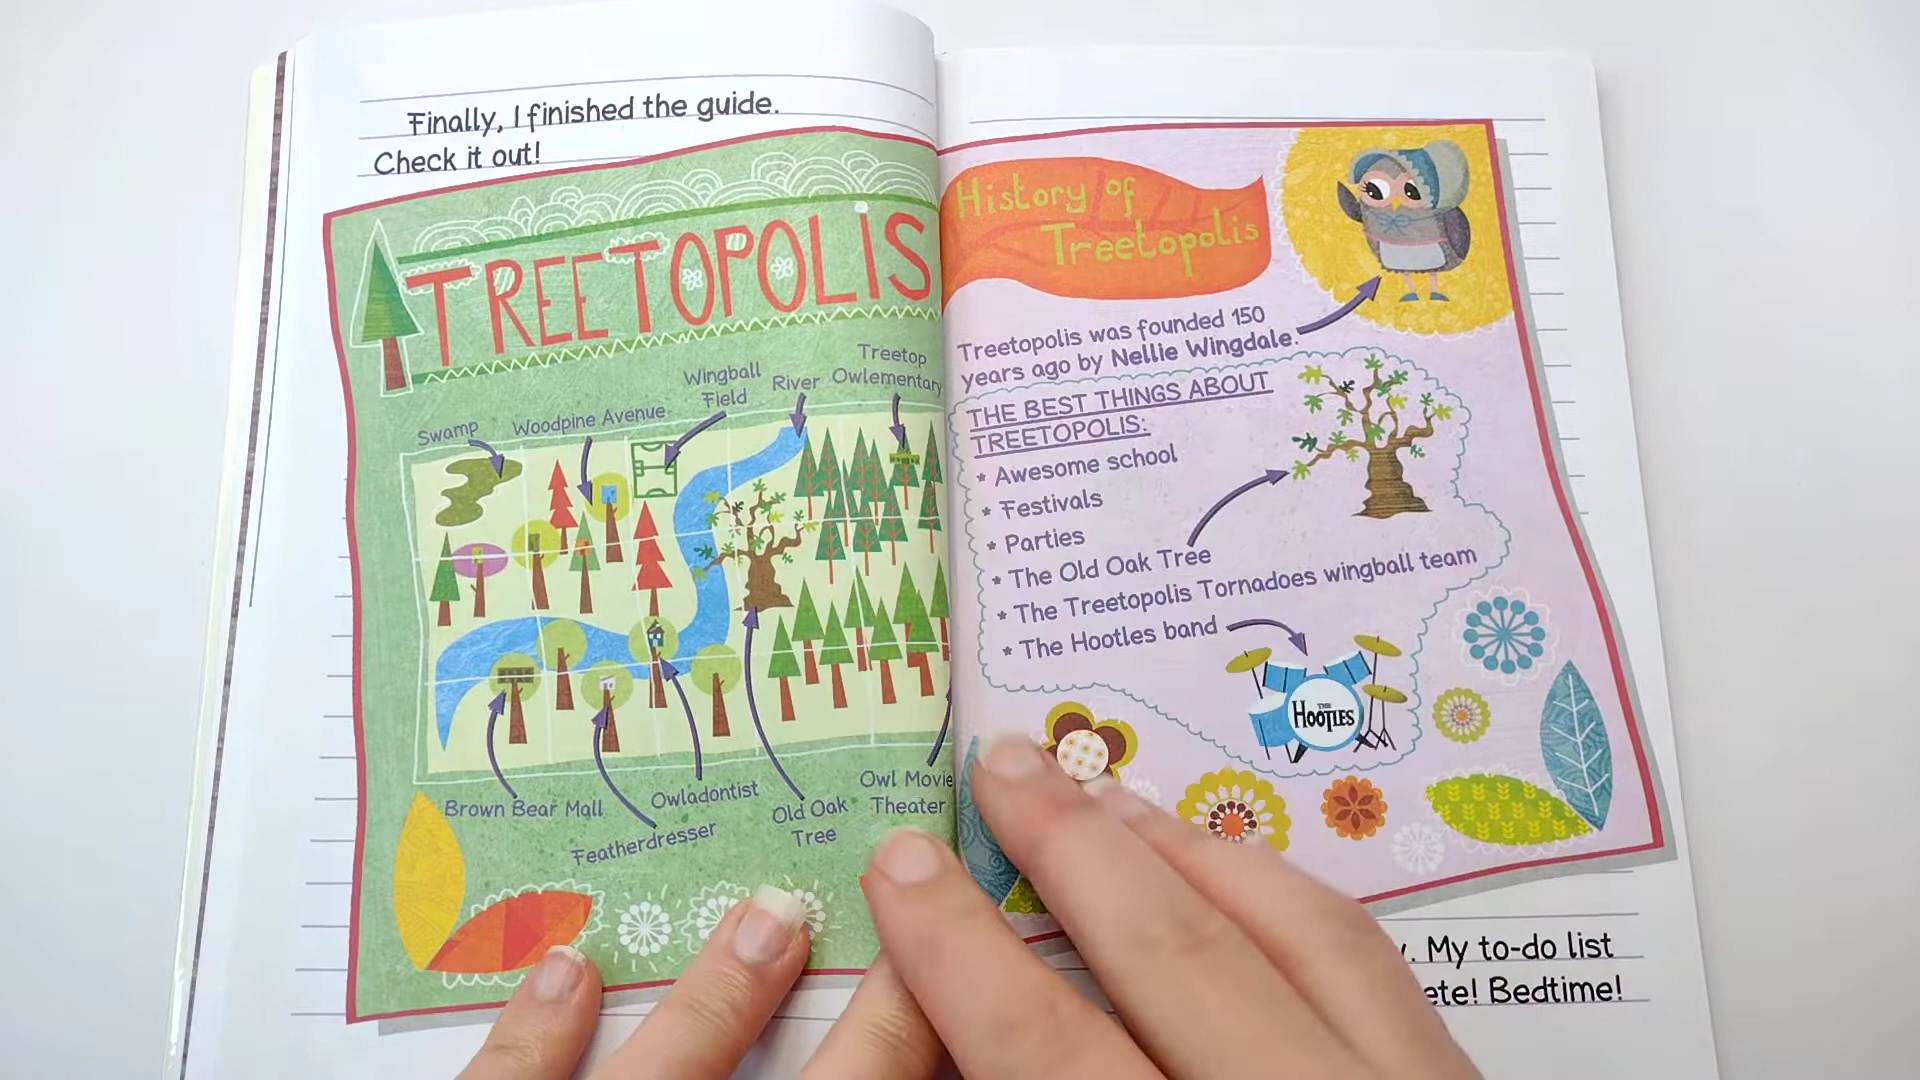 Finally, I finished the guide.
Check it out!
TREETOPOLIS
Swamp
Woodpine Avenue
Wingball
Field
River
Treetop
Owlementary
Brown Bear Mall
Featherdresser
Owladontist
Old Oak
Tree
Owl Movie
Theater
History of
Treetopolis
Treetopolis was founded 150
years ago by Nellie Wingdale.
THE BEST THINGS ABOUT
TREETOPOLIS:
* Awesome school
* Festivals
* Parties
* The Old Oak Tree
* The Treetopolis Tornadoes wingball team
* The Hootles band
THE
HOOTLES
My to-do list
Bedtime!